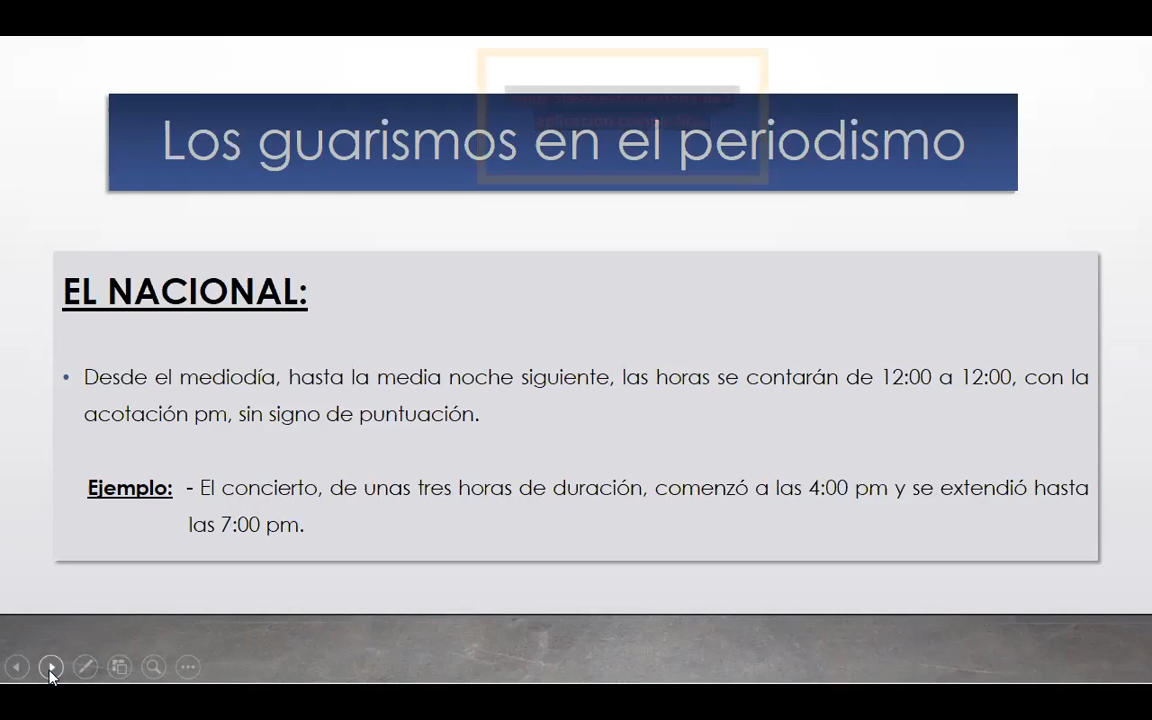 Los guarismos en el periodismo
EL NACIONAL:
• Desde el mediodía, hasta la media noche siguiente, las horas se contarán de 12:00 a 12:00, con la
acotación pm, sin signo de puntuación.
Ejemplo: - El concierto, de unas tres horas de duración, comenzó a las 4:00 pm y se extendió hasta
las 7:00 pm.